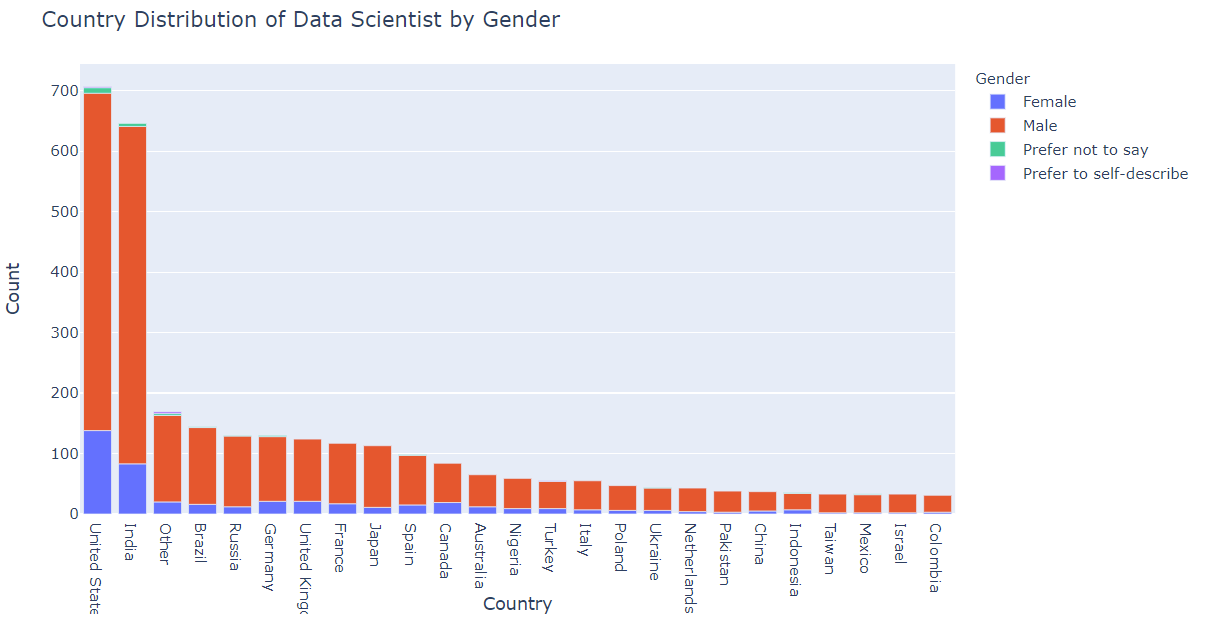 Country Distribution of Data Scientist by Gender
Count
700
600
500
400
300
200
100
0
United State
India
Other
Brazil
Russia
Germany
United Kingd
France
Japan
Spain
Canada
Australia
Nigeria
Turkey
Italy
Poland
Ukraine
Netherlands
Pakistan
China
Indonesia
Taiwan
Mexico
Israel
Colombia
Country
Gender
Female
Male
Prefer not to say
Prefer to self-describe